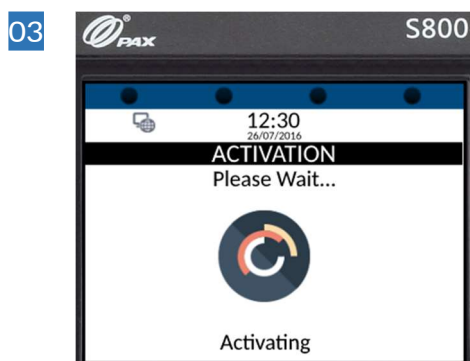 03
PAX
S800
12:30
26/07/2016
ACTIVATION
Please Wait...
Activating